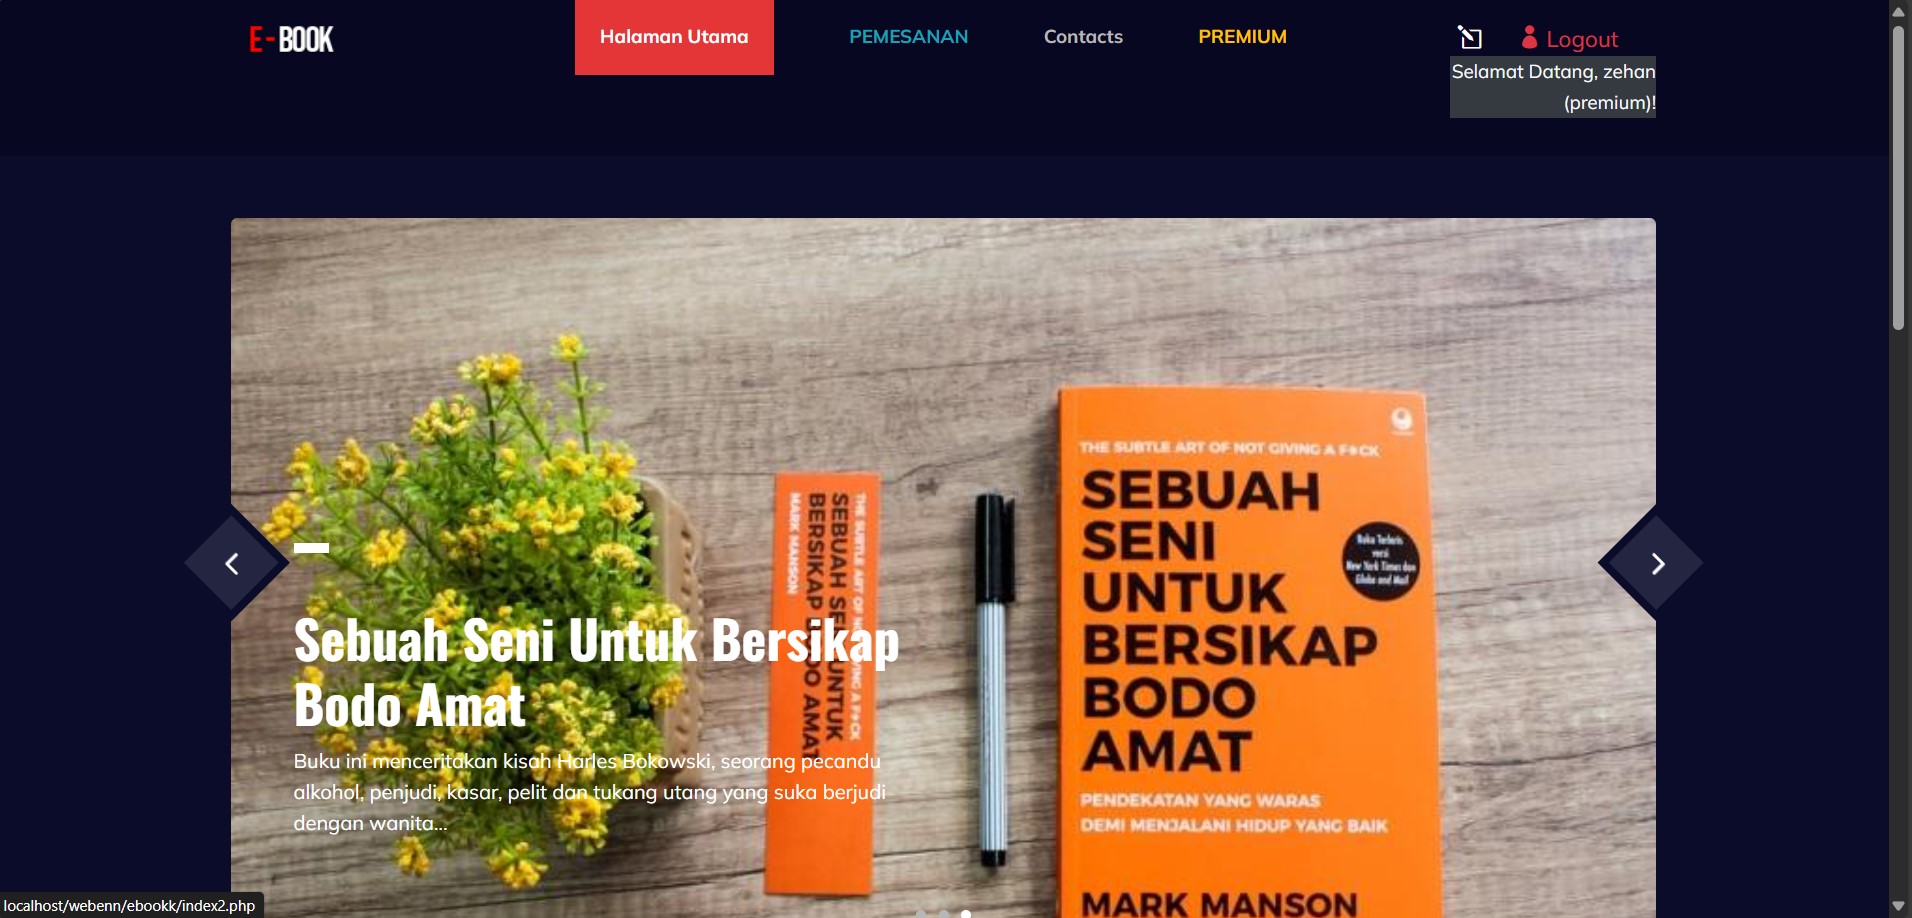 E - BOOK
Halaman Utama
PEMESANAN
Contacts
PREMIUM
Logout
Selamat Datang, zehan
(premium)!
THE SUBTLE ART OF NOT GIVING A F*CK
SEBUAH
SENI
UNTUK
BERSIKAP
BODO
AMAT
Buku Terlaris
versi
New York Times dan
Globe and Mail
PENDEKATAN YANG WARAS
DEMI MENJALANI HIDUP YANG BAIK
MARK MANSON
THE SUBTLE ART OF NOT GIVING A F*CK
SEBUAH SENI UNTUK
BERSIKAP BODO AMAT
MARK MANSON
Sebuah Seni Untuk Bersikap
Bodo Amat
Buku ini menceritakan kisah Harles Bokowski, seorang pecandu
alkohol, penjudi, kasar, pelit dan tukang utang yang suka berjudi
dengan wanita...
localhost/webenn/ebookk/index2.php